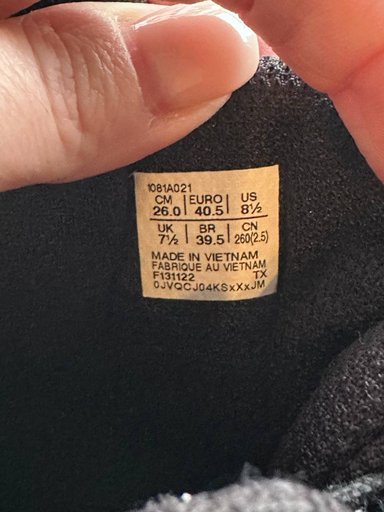 1081A021
CM | EURO | US
26.0 | 40.5 | 8½
UK | BR | CN
7½ | 39.5 | 260(2.5)
MADE IN VIETNAM
FABRIQUE AU VIETNAM
F131122 TX
0JVQCJ04KSxXxJM